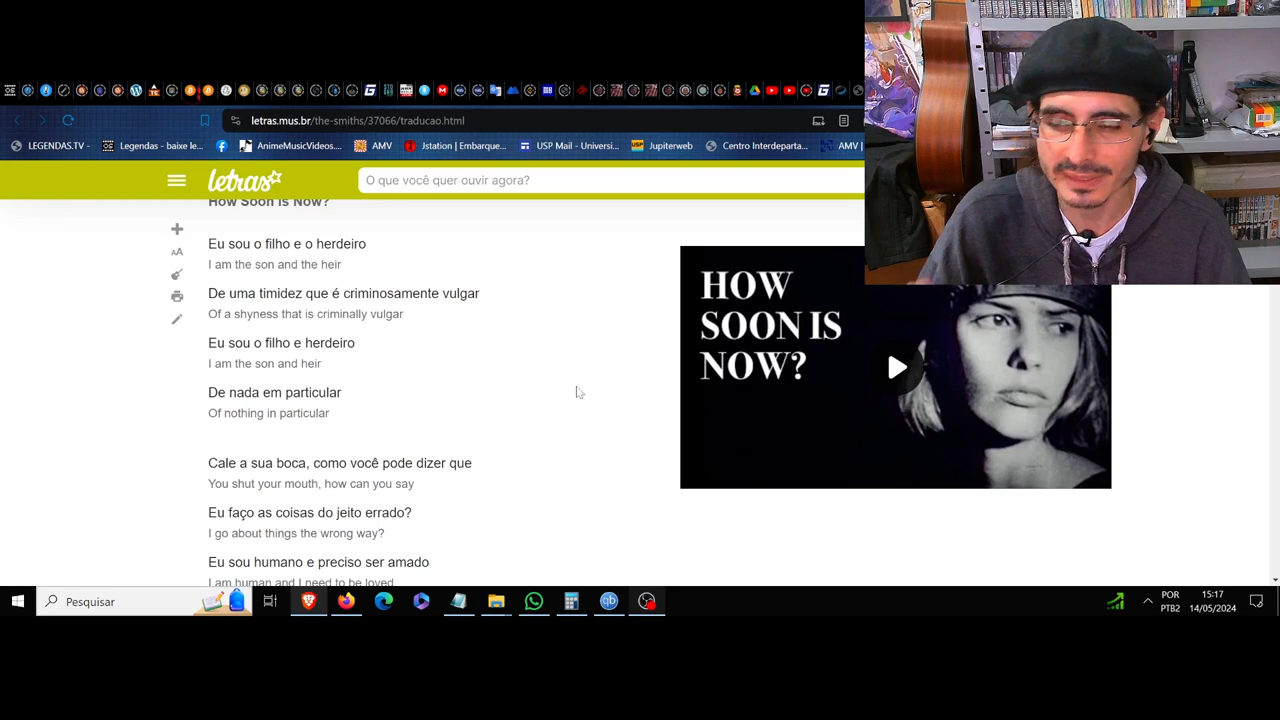 letras.mus.br/the-smiths/37066/traducao.html
LEGENDAS.TV -
Legendas - baixe le...
AnimeMusicVideos....
AMV
Jstation | Embarque...
USP Mail - Universi...
Jupiterweb
Centro Interdeparta...
AMV |
letras
O que você quer ouvir agora?
How Soon Is Now?
Eu sou o filho e o herdeiro
I am the son and the heir
De uma timidez que é criminosamente vulgar
Of a shyness that is criminally vulgar
Eu sou o filho e herdeiro
I am the son and heir
De nada em particular
Of nothing in particular
Cale a sua boca, como você pode dizer que
You shut your mouth, how can you say
Eu faço as coisas do jeito errado?
I go about things the wrong way?
Eu sou humano e preciso ser amado
I am human and I need to be loved
AA
HOW
SOON IS
NOW?
Pesquisar
POR
PTB2
15:17
14/05/2024